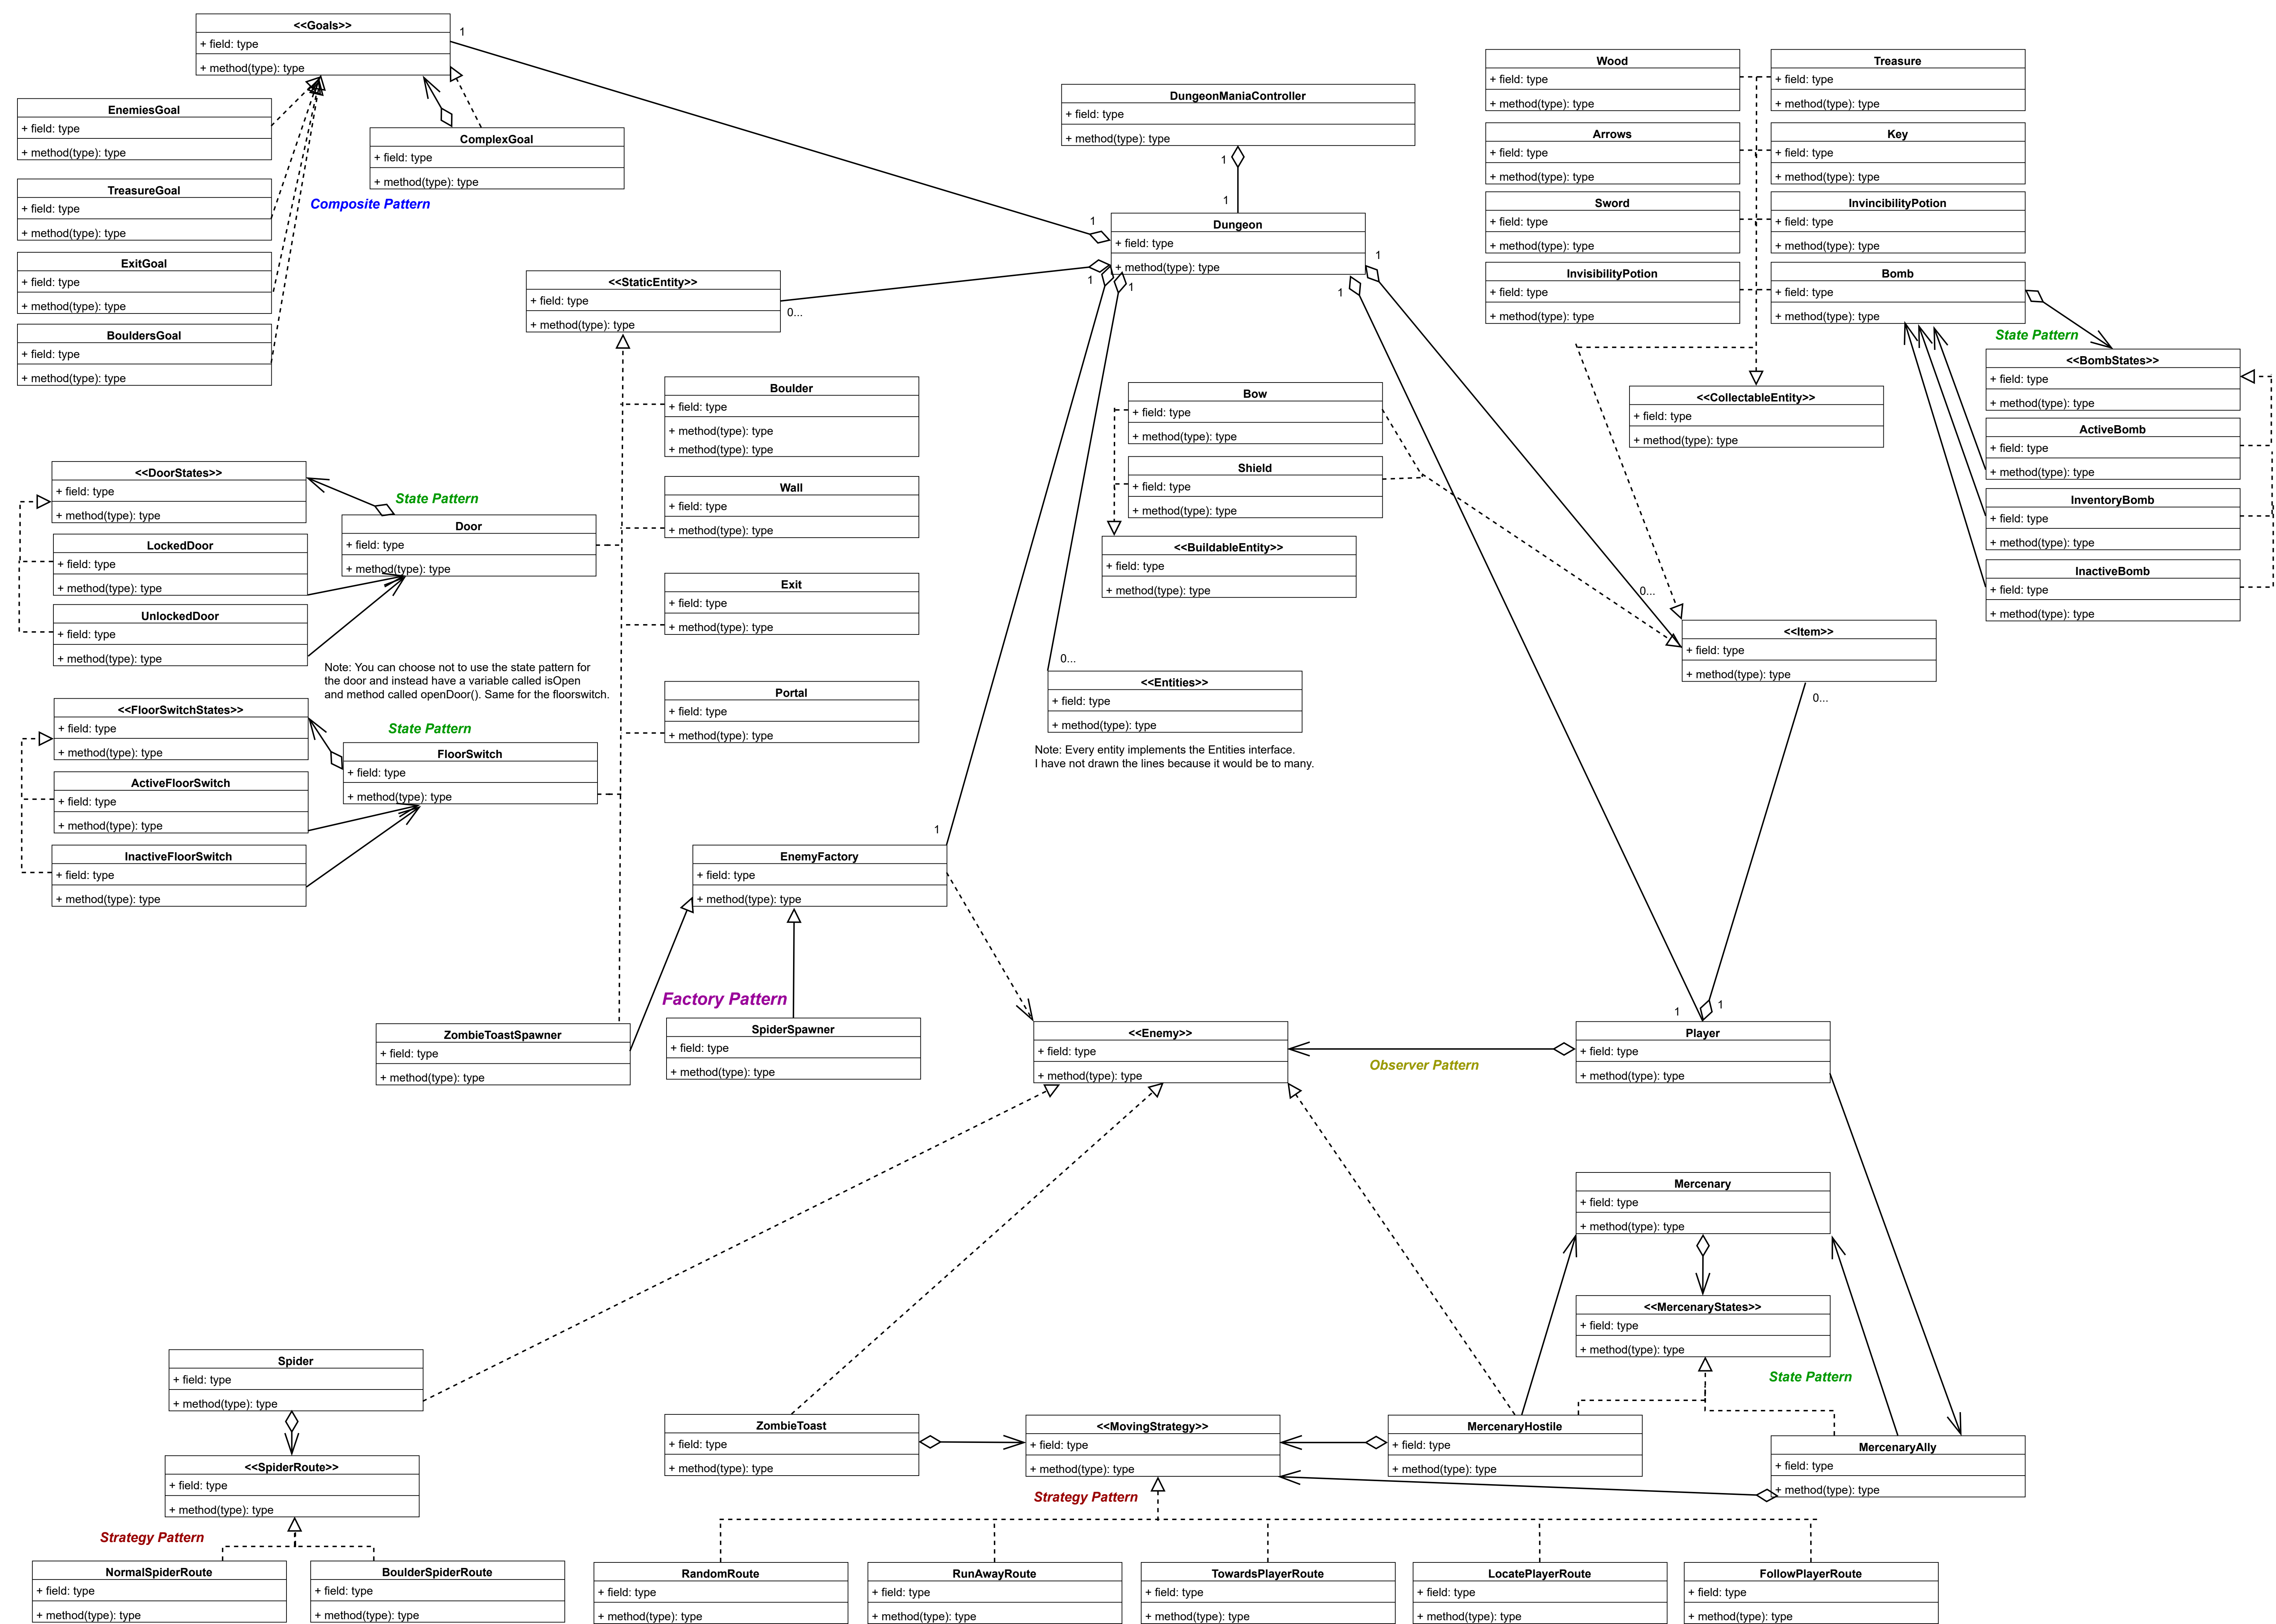 <<Goals>>
+ field: type
+ method(type): type
1
EnemiesGoal
+ field: type
+ method(type): type
ComplexGoal
+ field: type
+ method(type): type
TreasureGoal
+ field: type
+ method(type): type
Composite Pattern
ExitGoal
+ field: type
+ method(type): type
BouldersGoal
+ field: type
+ method(type): type
DungeonManiaController
+ field: type
+ method(type): type
1
1
1
Dungeon
+ field: type
+ method(type): type
1
1
1
1
<<StaticEntity>>
+ field: type
+ method(type): type
0...
Wood
+ field: type
+ method(type): type
Treasure
+ field: type
+ method(type): type
Arrows
+ field: type
+ method(type): type
Key
+ field: type
+ method(type): type
Sword
+ field: type
+ method(type): type
InvincibilityPotion
+ field: type
+ method(type): type
InvisibilityPotion
+ field: type
+ method(type): type
Bomb
+ field: type
+ method(type): type
State Pattern
<<BombStates>>
+ field: type
+ method(type): type
<<CollectableEntity>>
+ field: type
+ method(type): type
ActiveBomb
+ field: type
+ method(type): type
InventoryBomb
+ field: type
+ method(type): type
InactiveBomb
+ field: type
+ method(type): type
Boulder
+ field: type
+ method(type): type
+ method(type): type
Wall
+ field: type
+ method(type): type
Exit
+ field: type
+ method(type): type
Portal
+ field: type
+ method(type): type
Bow
+ field: type
+ method(type): type
Shield
+ field: type
+ method(type): type
<<BuildableEntity>>
+ field: type
+ method(type): type
0...
<<Item>>
+ field: type
+ method(type): type
0...
<<DoorStates>>
+ field: type
+ method(type): type
State Pattern
Door
+ field: type
+ method(type): type
LockedDoor
+ field: type
+ method(type): type
UnlockedDoor
+ field: type
+ method(type): type
Note: You can choose not to use the state pattern for
the door and instead have a variable called isOpen
and method called openDoor(). Same for the floorswitch.
<<FloorSwitchStates>>
+ field: type
+ method(type): type
State Pattern
FloorSwitch
+ field: type
+ method(type): type
ActiveFloorSwitch
+ field: type
+ method(type): type
InactiveFloorSwitch
+ field: type
+ method(type): type
0...
<<Entities>>
+ field: type
+ method(type): type
Note: Every entity implements the Entities interface.
I have not drawn the lines because it would be to many.
1
EnemyFactory
+ field: type
+ method(type): type
Factory Pattern
ZombieToastSpawner
+ field: type
+ method(type): type
SpiderSpawner
+ field: type
+ method(type): type
<<Enemy>>
+ field: type
+ method(type): type
Observer Pattern
1
1
Player
+ field: type
+ method(type): type
Mercenary
+ field: type
+ method(type): type
<<MercenaryStates>>
+ field: type
+ method(type): type
State Pattern
Spider
+ field: type
+ method(type): type
<<SpiderRoute>>
+ field: type
+ method(type): type
Strategy Pattern
NormalSpiderRoute
+ field: type
+ method(type): type
BoulderSpiderRoute
+ field: type
+ method(type): type
ZombieToast
+ field: type
+ method(type): type
<<MovingStrategy>>
+ field: type
+ method(type): type
MercenaryHostile
+ field: type
+ method(type): type
MercenaryAlly
+ field: type
+ method(type): type
Strategy Pattern
RandomRoute
+ field: type
+ method(type): type
RunAwayRoute
+ field: type
+ method(type): type
TowardsPlayerRoute
+ field: type
+ method(type): type
LocatePlayerRoute
+ field: type
+ method(type): type
FollowPlayerRoute
+ field: type
+ method(type): type